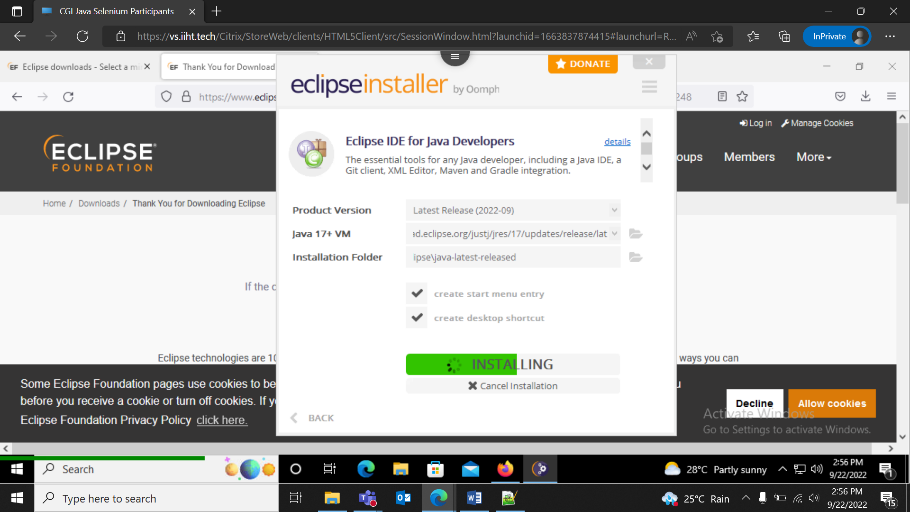 CGI Java Selenium Participants
https://vs.iiht.tech/Citrix/StoreWeb/clients/HTML5Client/src/SessionWindow.html?launchid=1663837874415#launchurl=R...
InPrivate
EF Eclipse downloads - Select a m
EF Thank You for Downloading
DONATE
https://www.eclips
248
eclipseinstaller by Oomph
Log in Manage Cookies
ECLIPSE
FOUNDATION
Eclipse IDE for Java Developers details
The essential tools for any Java developer, including a Java IDE, a
Git client, XML Editor, Maven and Gradle integration.
oups Members More
Home / Downloads / Thank You for Downloading Eclipse
Product Version Latest Release (2022-09)
Java 17+ VM ad.eclipse.org/justj/jres/17/updates/release/lat
Installation Folder ipse\java-latest-released
If the d
create start menu entry
create desktop shortcut
Eclipse technologies are 10
ways you can
INSTALLING
Cancel Installation
Some Eclipse Foundation pages use cookies to be
u
before you receive a cookie or turn off cookies. If y
Eclipse Foundation Privacy Policy click here.
Decline Allow cookies
BACK
Activate Windows
Go to Settings to activate Windows.
Search
28°C Partly sunny
2:56 PM
9/22/2022
1
Type here to search
25°C Rain
2:56 PM
9/22/2022
15